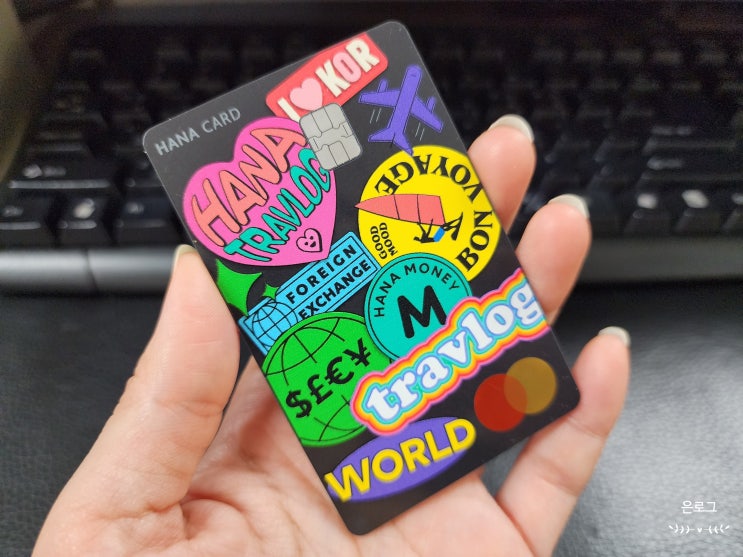 HANA CARD
I ♥ KOR
HANA
TRAVLOG
BON VOYAGE
GOOD
MOOD
FOREIGN
EXCHANGE
HANA MONEY
M
$£€¥
travlog
WORLD
은로그